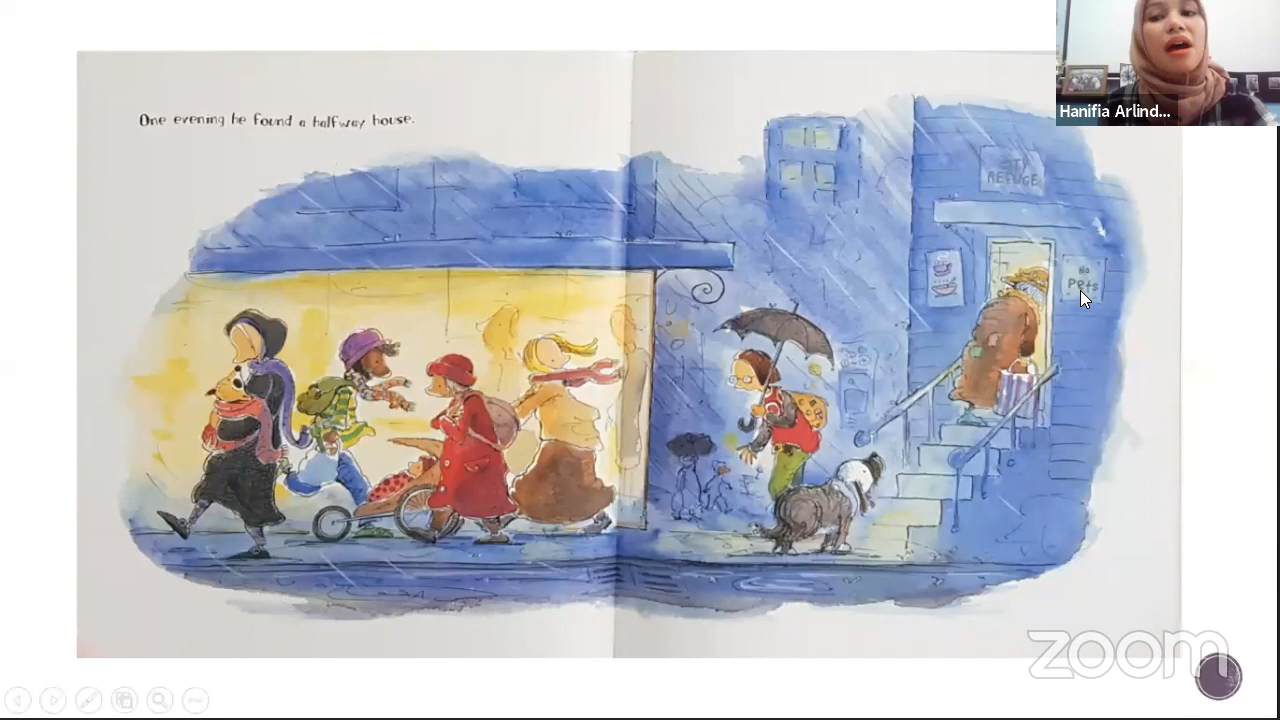 Hanifia Arlind...
One evening he found a halfway house.
CITY
REFUGE
No
Pets
zoom